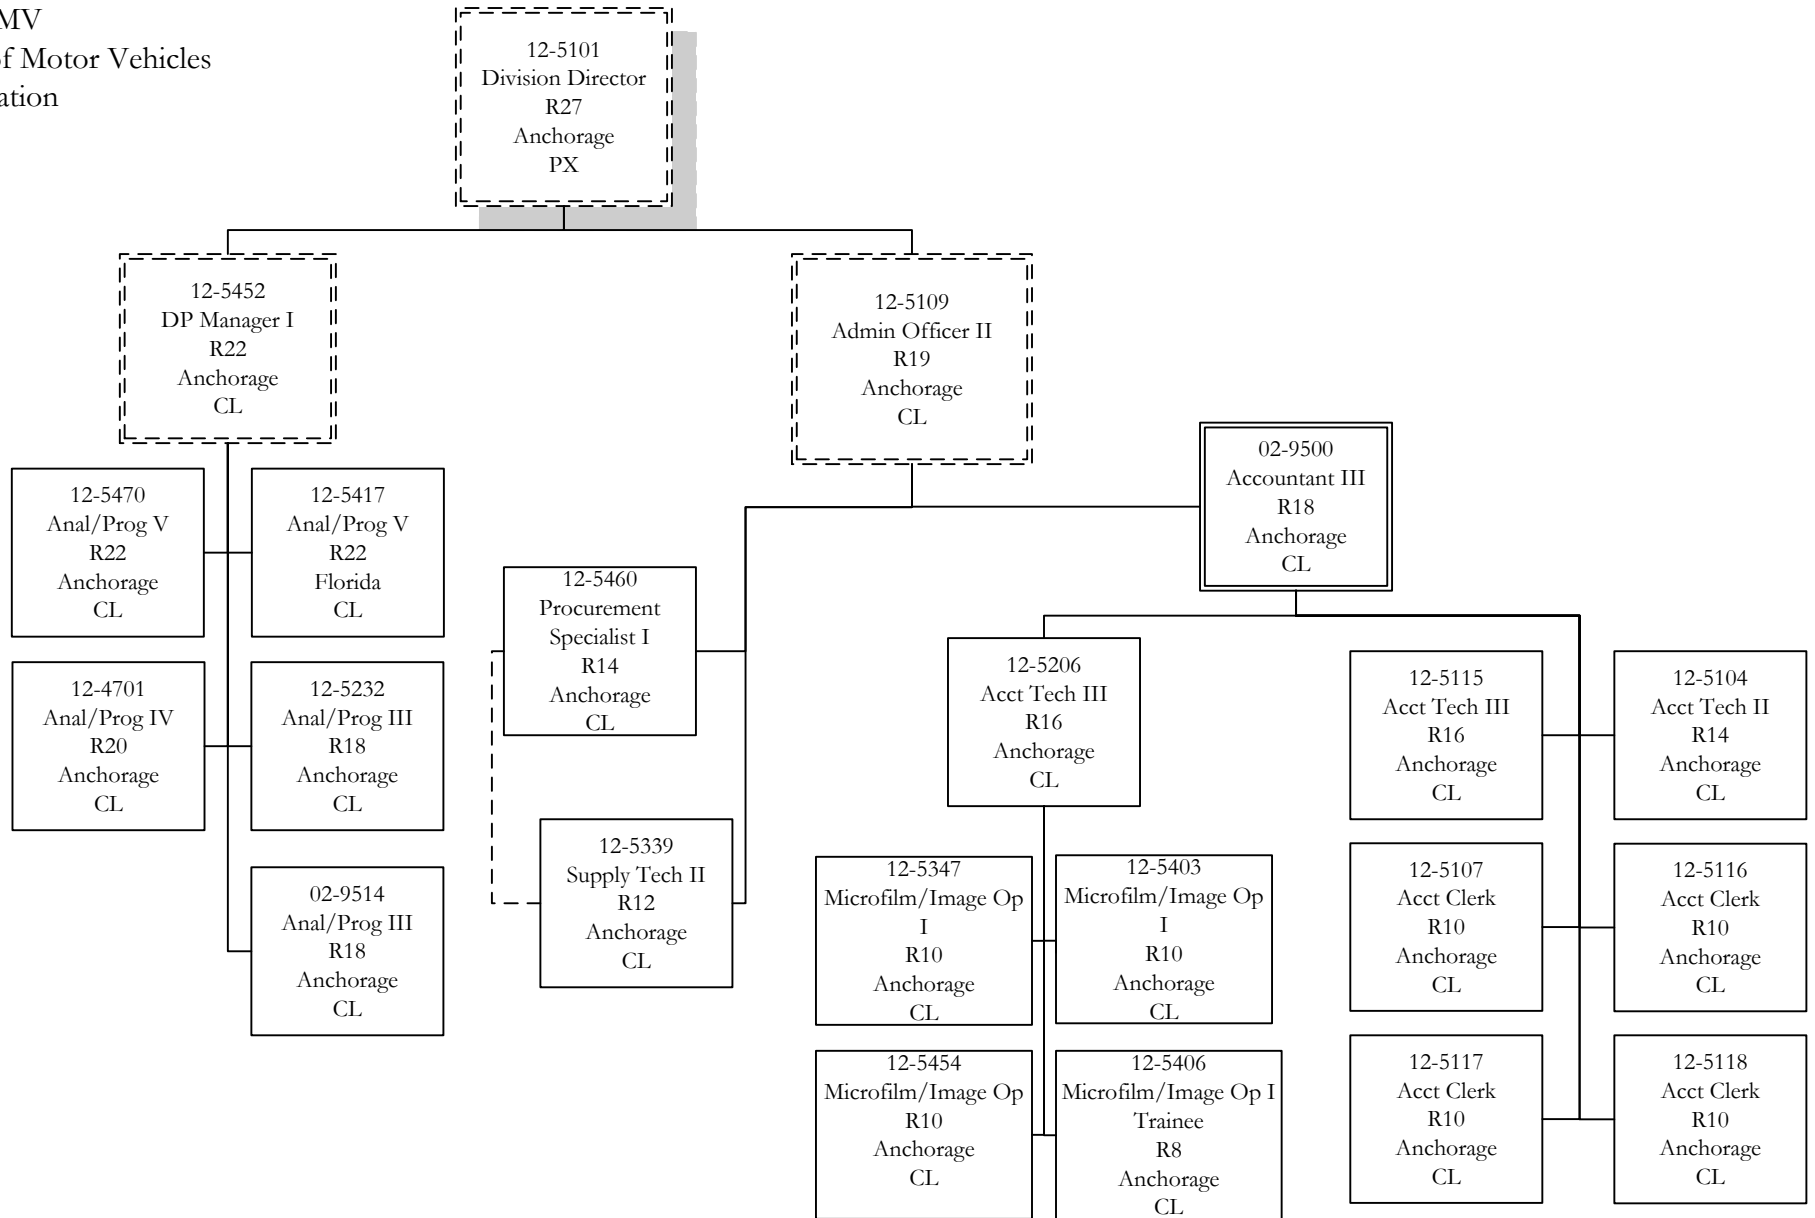 MV
of Motor Vehicles
ation
12-5101
Division Director
R27
Anchorage
PX
12-5452
DP Manager I
R22
Anchorage
CL
12-5109
Admin Officer II
R19
Anchorage
CL
02-9500
Accountant III
R18
Anchorage
CL
12-5470
Anal/Prog V
R22
Anchorage
CL
12-5417
Anal/Prog V
R22
Florida
CL
12-4701
Anal/Prog IV
R20
Anchorage
CL
12-5232
Anal/Prog III
R18
Anchorage
CL
02-9514
Anal/Prog III
R18
Anchorage
CL
12-5460
Procurement
Specialist I
R14
Anchorage
CL
12-5339
Supply Tech II
R12
Anchorage
CL
12-5206
Acct Tech III
R16
Anchorage
CL
12-5347
Microfilm/Image Op
I
R10
Anchorage
CL
12-5403
Microfilm/Image Op
I
R10
Anchorage
CL
12-5454
Microfilm/Image Op
R10
Anchorage
CL
12-5406
Microfilm/Image Op I
Trainee
R8
Anchorage
CL
12-5115
Acct Tech III
R16
Anchorage
CL
12-5104
Acct Tech II
R14
Anchorage
CL
12-5107
Acct Clerk
R10
Anchorage
CL
12-5116
Acct Clerk
R10
Anchorage
CL
12-5117
Acct Clerk
R10
Anchorage
CL
12-5118
Acct Clerk
R10
Anchorage
CL